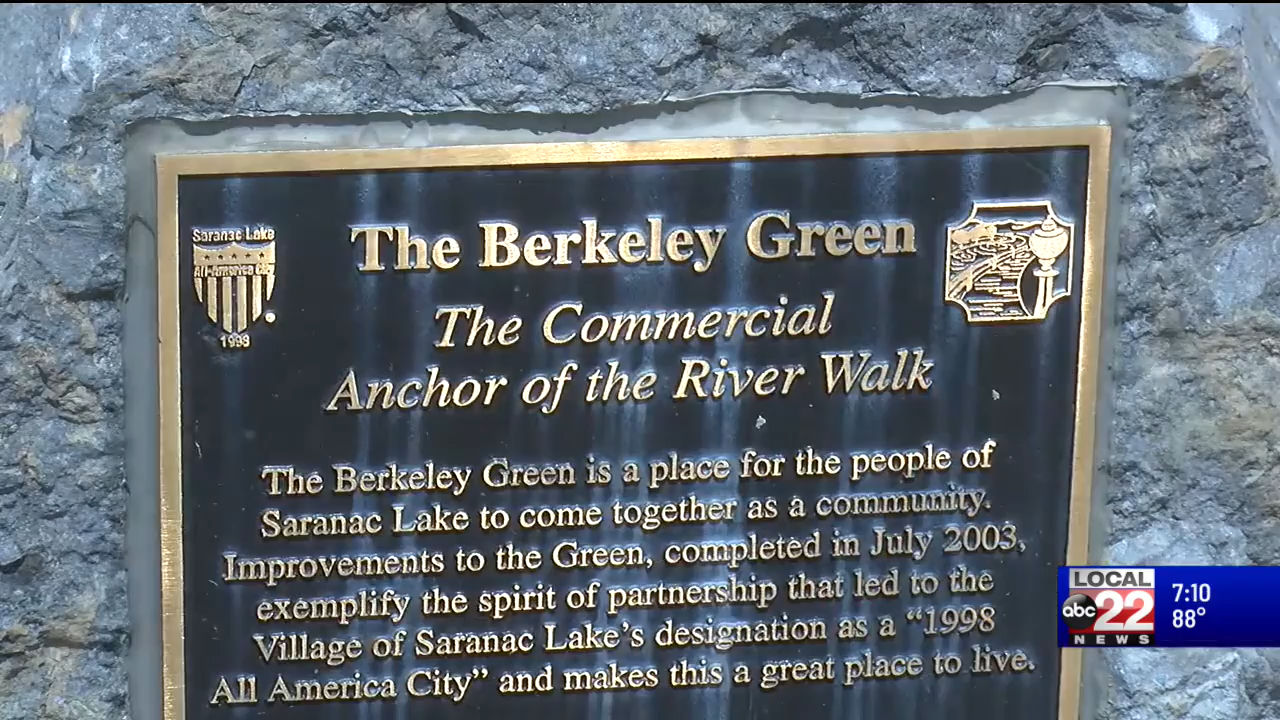 Saranac Lake
All-America City
1998
The Berkeley Green
The Commercial
Anchor of the River Walk
The Berkeley Green is a place for the people of
Saranac Lake to come together as a community.
Improvements to the Green, completed in July 2003,
exemplify the spirit of partnership that led to the
Village of Saranac Lake's designation as a "1998
All America City" and makes this a great place to live.
LOCAL
abc 22
NEWS
7:10
88°